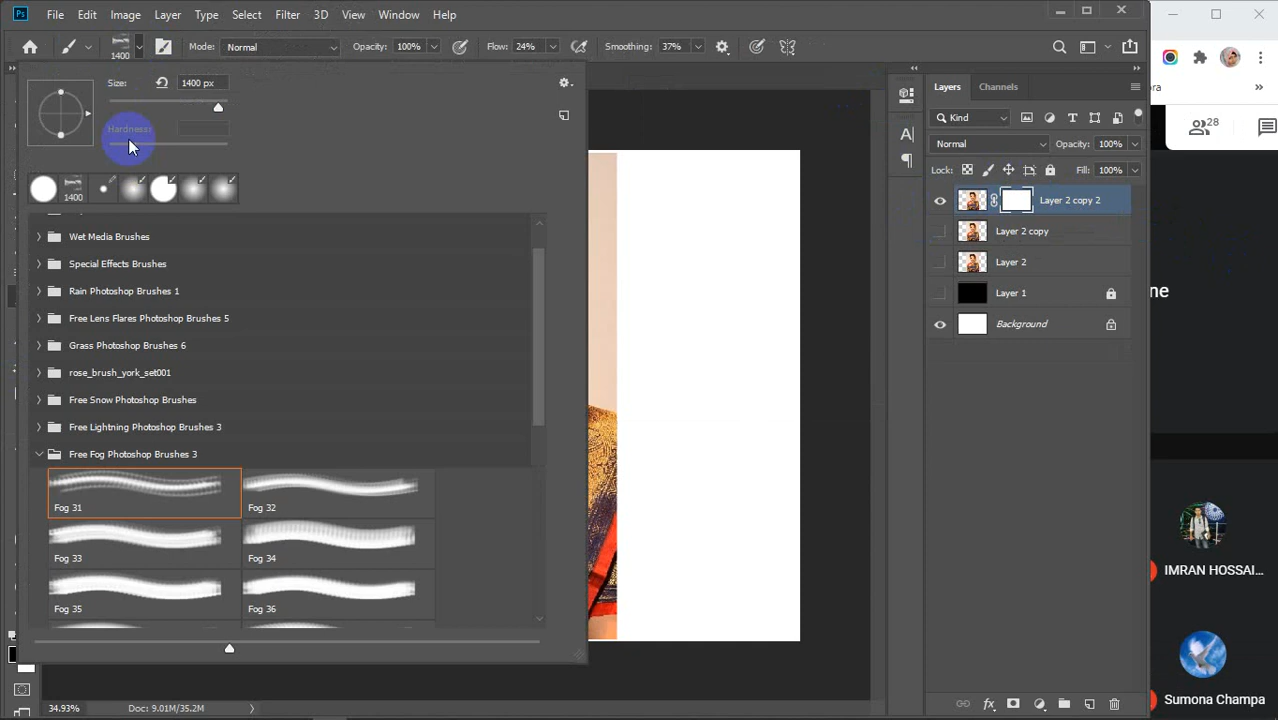 Ps File Edit Image Layer Type Select Filter 3D View Window Help
1400 Mode: Normal Opacity: 100% Flow: 24% Smoothing: 37%
Size: 1400 px
Hardness:
1400
Wet Media Brushes
Special Effects Brushes
Rain Photoshop Brushes 1
Free Lens Flares Photoshop Brushes 5
Grass Photoshop Brushes 6
rose_brush_york_set001
Free Snow Photoshop Brushes
Free Lightning Photoshop Brushes 3
Free Fog Photoshop Brushes 3
Fog 31 Fog 32
Fog 33 Fog 34
Fog 35 Fog 36
34.93% Doc: 9.01M/35.2M
Layers Channels
Kind
Normal Opacity: 100%
Lock: Fill: 100%
Layer 2 copy 2
Layer 2 copy
Layer 2
Layer 1
Background
28
ne
IMRAN HOSSAI...
Sumona Champa